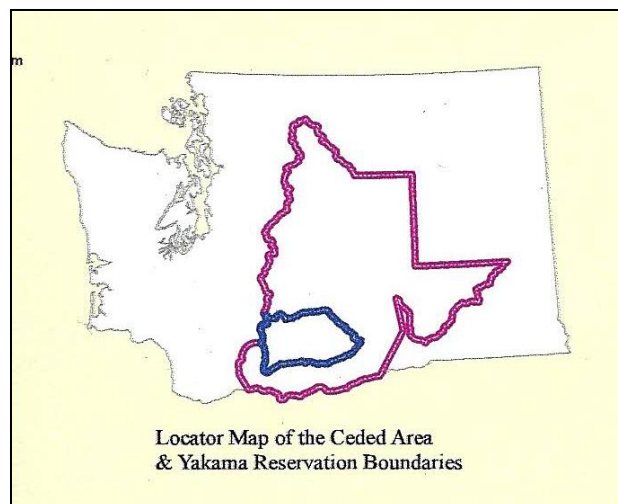 m
Locator Map of the Ceded Area
& Yakama Reservation Boundaries